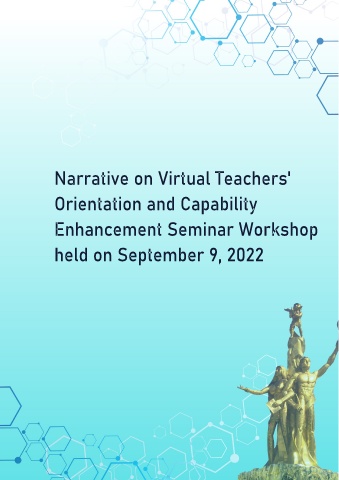 Narrative on Virtual Teachers'
Orientation and Capability
Enhancement Seminar Workshop
held on September 9, 2022